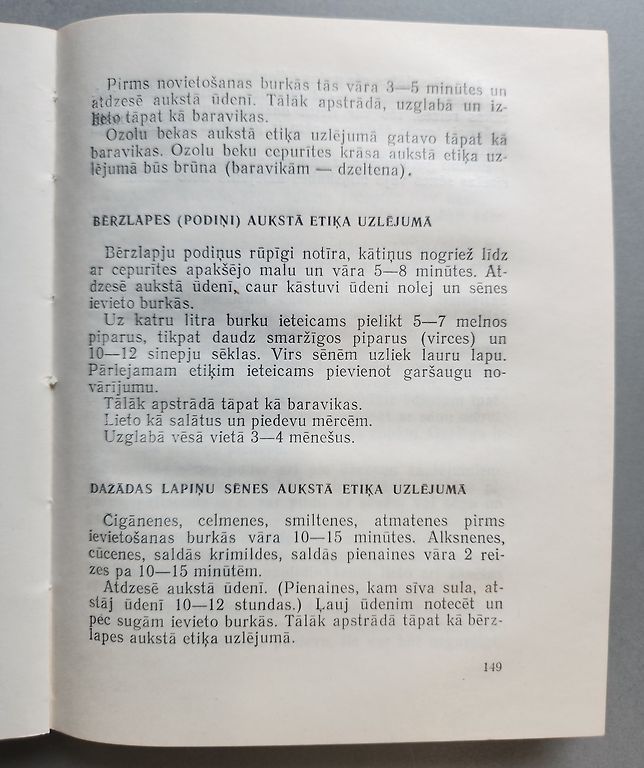 Pirms novietošanas burkās tās vāra 3—5 minūtes un
atdzesē aukstā ūdenī. Tālāk apstrādā, uzglabā un iz-
lieto tāpat kā baravikas.
Ozolu bekas aukstā etiķa uzlējumā gatavo tāpat kā
baravikas. Ozolu beku cepurītes krāsa aukstā etiķa uz-
lējumā būs brūna (baravikām — dzeltena).
BĒRZLAPES (PODIŅI) AUKSTĀ ETIĶA UZLĒJUMĀ
Bērzlapju podiņus rūpīgi notīra, kātiņus nogriež līdz
ar cepurītes apakšējo malu un vāra 5—8 minūtes. At-
dzesē aukstā ūdenī, caur kāstuvi ūdeni nolej un sēnes
ievieto burkās.
Uz katru litra burku ieteicams pielikt 5—7 melnos
piparus, tikpat daudz smaržīgos piparus (virces) un
10—12 sinepju sēklas. Virs sēnēm uzliek lauru lapu.
Pārlejamam etiķim ieteicams pievienot garšaugu no-
vārījumu.
Tālāk apstrādā tāpat kā baravikas.
Lieto kā salātus un piedevu mērcēm.
Uzglabā vēsā vietā 3—4 mēnešus.
DAŽĀDAS LAPIŅU SĒNES AUKSTĀ ETIĶA UZLĒJUMĀ
Cigānenes, celmenes, smiltenes, atmatenes pirms
ievietošanas burkās vāra 10—15 minūtes. Alksnenes,
cūcenes, saldās krimildes, saldās pienaines vāra 2 rei-
zes pa 10—15 minūtēm.
Atdzesē aukstā ūdenī. (Pienaines, kam sīva sula, at-
stāj ūdenī 10—12 stundas.) Ļauj ūdenim notecēt un
pēc sugām ievieto burkās. Tālāk apstrādā tāpat kā bērz-
lapes aukstā etiķa uzlējumā.
149